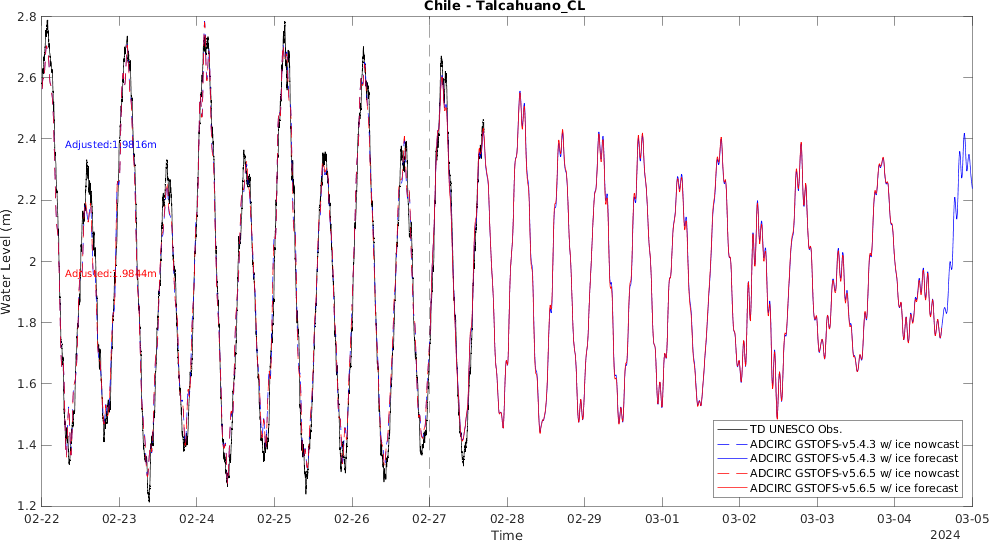 Chile - Talcahuano_CL
2.8
2.6
2.4
2.2
2
1.8
1.6
1.4
1.2
Water Level (m)
Adjusted:1.9816m
Adjusted:1.9844m
TD UNESCO Obs.
ADCIRC GSTOFS-v5.4.3 w/ ice nowcast
ADCIRC GSTOFS-v5.4.3 w/ ice forecast
ADCIRC GSTOFS-v5.6.5 w/ ice nowcast
ADCIRC GSTOFS-v5.6.5 w/ ice forecast
02-22 02-23 02-24 02-25 02-26 02-27 02-28 02-29 03-01 03-02 03-03 03-04 03-05
Time
2024